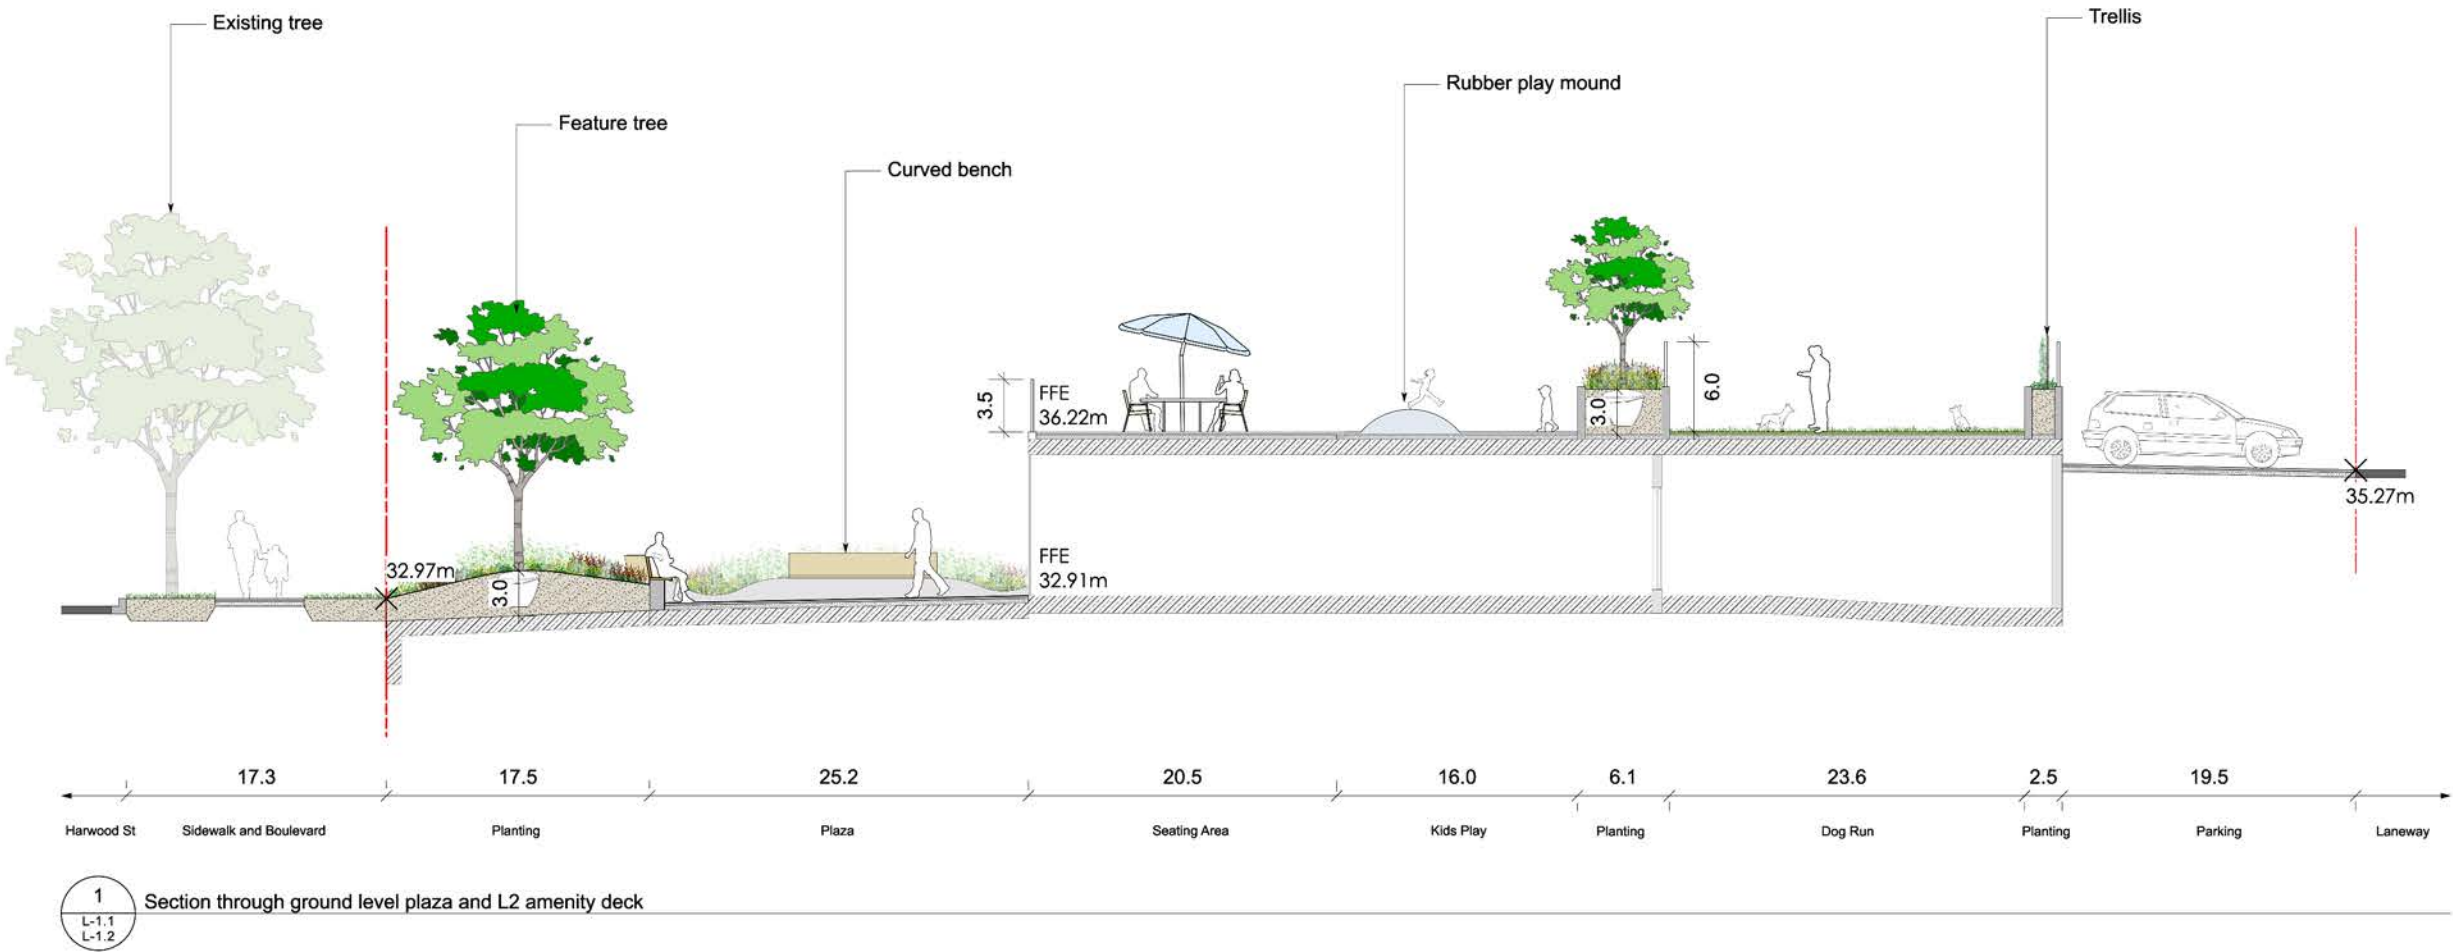 Existing tree
Trellis
Rubber play mound
Feature tree
Curved bench
3.5
FFE
36.22m
3.0
6.0
35.27m
32.97m
3.0
FFE
32.91m
17.3
17.5
25.2
20.5
16.0
6.1
23.6
2.5
19.5
Harwood St
Sidewalk and Boulevard
Planting
Plaza
Seating Area
Kids Play
Planting
Dog Run
Planting
Parking
Laneway
1
L-1.1
L-1.2
Section through ground level plaza and L2 amenity deck